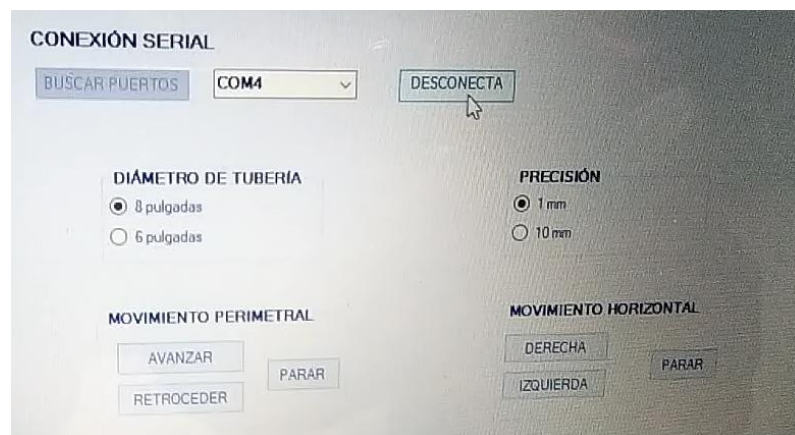 CONEXIÓN SERIAL
BUSCAR PUERTOS COM4 DESCONECTA
DIÁMETRO DE TUBERÍA
8 pulgadas
6 pulgadas
PRECISIÓN
1 mm
10 mm
MOVIMIENTO PERIMETRAL
AVANZAR
PARAR
RETROCEDER
MOVIMIENTO HORIZONTAL
DERECHA
PARAR
IZQUIERDA